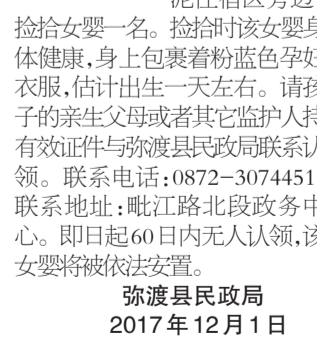 捡拾女婴一名。捡拾时该女婴身
体健康,身上包裹着粉蓝色孕妇
衣服,估计出生一天左右。请孩
子的亲生父母或者其它监护人持
有效证件与弥渡县民政局联系认
领。联系电话:0872-3074451
联系地址:毗江路北段政务中
心。即日起60日内无人认领,该
女婴将被依法安置。
弥渡县民政局
2017年12月1日